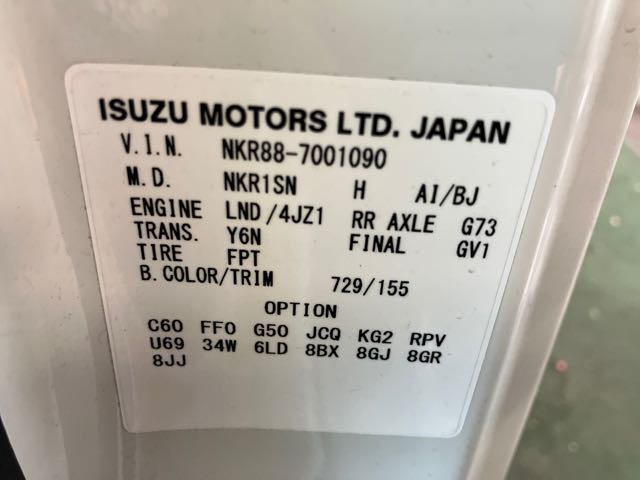 ISUZU MOTORS LTD. JAPAN
V.I.N. NKR88-7001090
M.D. NKR1SN H AI/BJ
ENGINE LND/4JZ1 RR AXLE G73
TRANS. Y6N FINAL GV1
TIRE FPT
B.COLOR/TRIM 729/155
OPTION
C60 FF0 G50 JCQ KG2 RPV
U69 34W 6LD 8BX 8GJ 8GR
8JJ